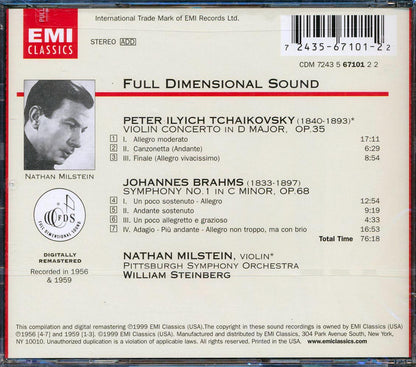 International Trade Mark of EMI Records Ltd.
EMI
CLASSICS
STEREO ADD
7 2435-67101-2 2
CDM 7243 5 67101 2 2
FULL DIMENSIONAL SOUND
NATHAN MILSTEIN
PETER ILYICH TCHAIKOVSKY (1840-1893)*
VIOLIN CONCERTO IN D MAJOR, OP.35
1 I. Allegro moderato 17:11
2 II. Canzonetta (Andante) 6:29
3 III. Finale (Allegro vivacissimo) 8:54
JOHANNES BRAHMS (1833-1897)
SYMPHONY NO.1 IN C MINOR, OP.68
4 I. Un poco sostenuto - Allegro 12:54
5 II. Andante sostenuto 9:19
6 III. Un poco allegretto e grazioso 4:33
7 IV. Adagio - Più andante - Allegro non troppo, ma con brio 16:53
Total Time 76:18
FDS
FULL DIMENSIONAL SOUND
DIGITALLY
REMASTERED
Recorded in 1956
& 1959
NATHAN MILSTEIN, VIOLIN*
PITTSBURGH SYMPHONY ORCHESTRA
WILLIAM STEINBERG
This compilation and digital remastering ℗1999 EMI Classics (USA). The copyright in these sound recordings is owned by EMI Classics (USA).
℗1956 [4-7] and 1959 [1-3]. ©1999 EMI Classics (USA). Manufactured and distributed by EMI Classics, 304 Park Avenue South, New York, NY
10010. Unauthorized duplication is a violation of applicable laws. All rights reserved. Printed in USA. www.emiclassics.com